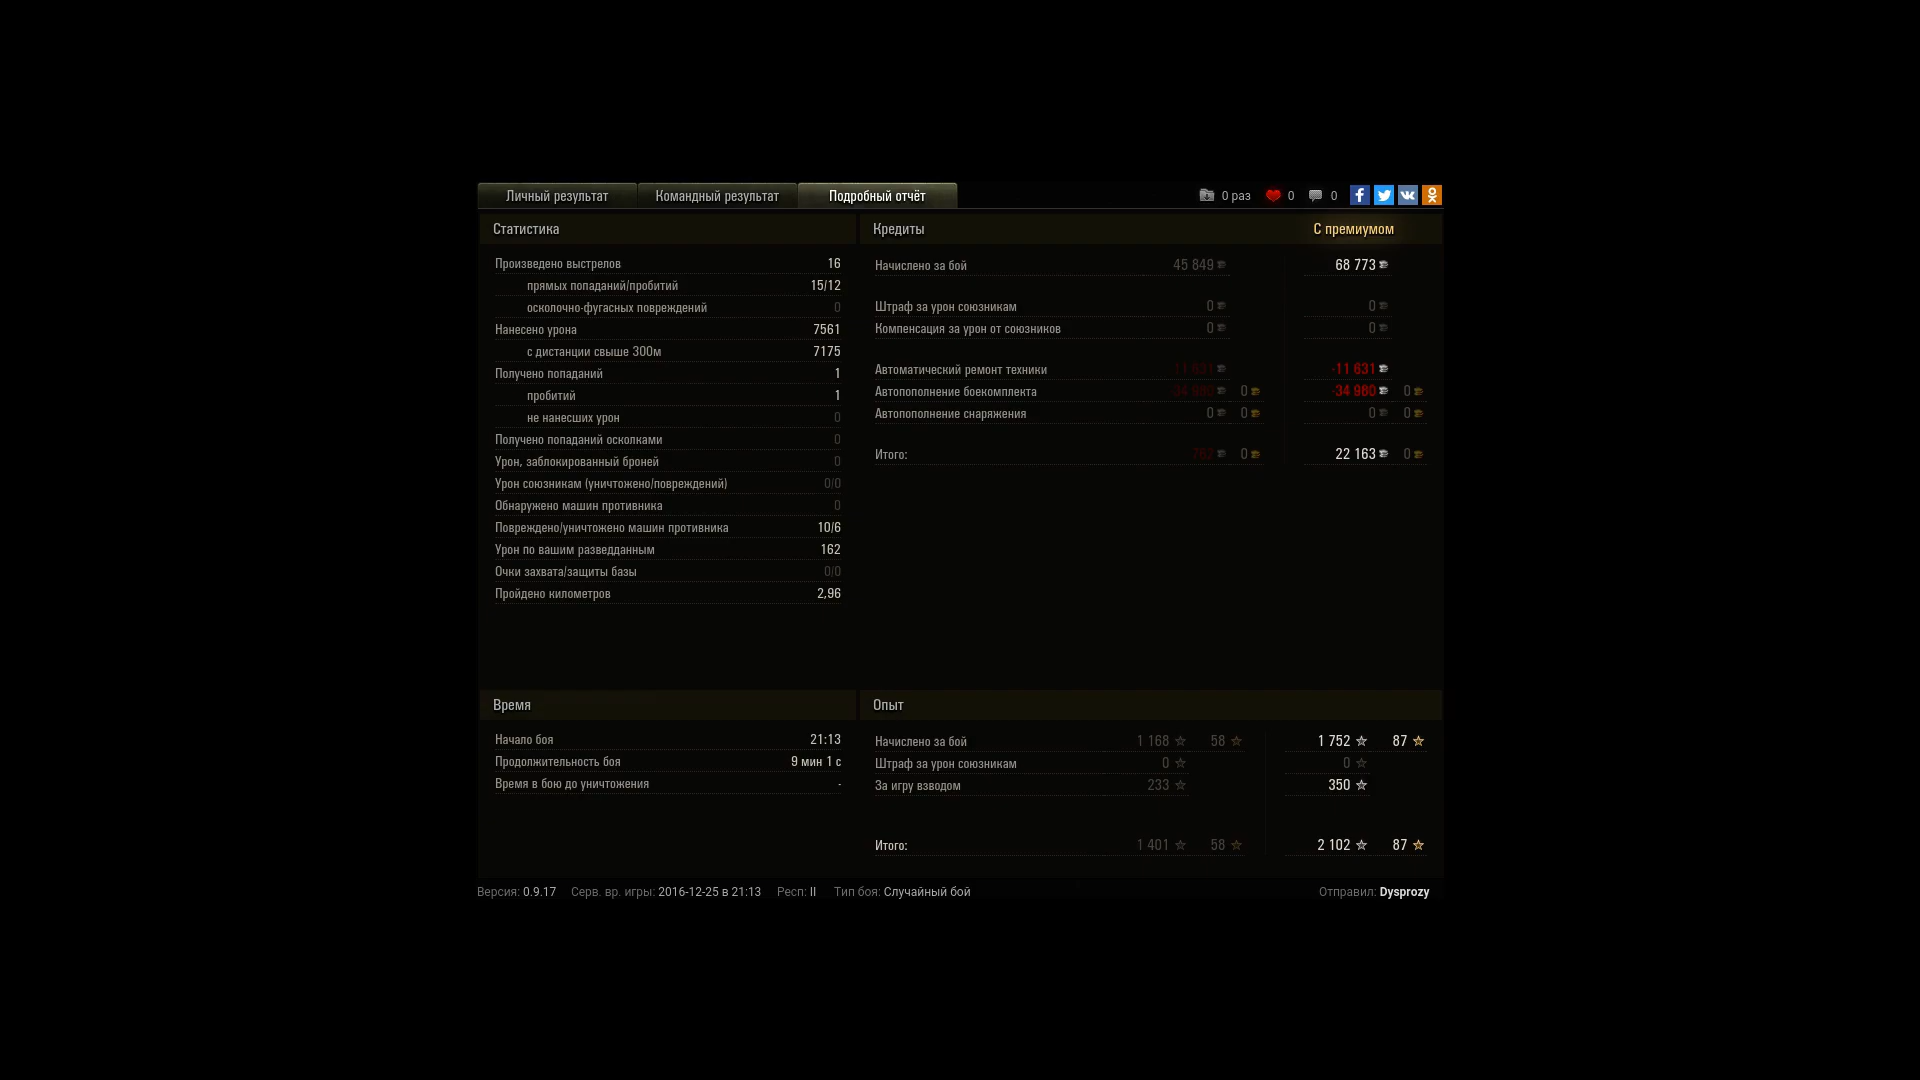 Личный результат Командный результат Подробный отчёт 0 раз 0 0
Статистика
Произведено выстрелов 16
прямых попаданий/пробитий 15/12
осколочно-фугасных повреждений 0
Нанесено урона 7561
с дистанции свыше 300м 7175
Получено попаданий 1
пробитий 1
не нанесших урон 0
Получено попаданий осколками 0
Урон, заблокированный броней 0
Урон союзникам (уничтожено/повреждений) 0/0
Обнаружено машин противника 0
Повреждено/уничтожено машин противника 10/6
Урон по вашим разведданным 162
Очки захвата/защиты базы 0/0
Пройдено километров 2,96
Кредиты С премиумом
Начислено за бой 45 849 68 773
Штраф за урон союзникам 0 0
Компенсация за урон от союзников 0 0
Автоматический ремонт техники -11 631 -11 631
Автопополнение боекомплекта -34 980 0 -34 980 0
Автопополнение снаряжения 0 0 0 0
Итого: 762 0 22 163 0
Время
Начало боя 21:13
Продолжительность боя 9 мин 1 с
Время в бою до уничтожения -
Опыт
Начислено за бой 1 168 58 1 752 87
Штраф за урон союзникам 0 0
За игру взводом 233 350
Итого: 1 401 58 2 102 87
Версия: 0.9.17 Серв. вр. игры: 2016-12-25 в 21:13 Респ: II Тип боя: Случайный бой Отправил: Dysprozy